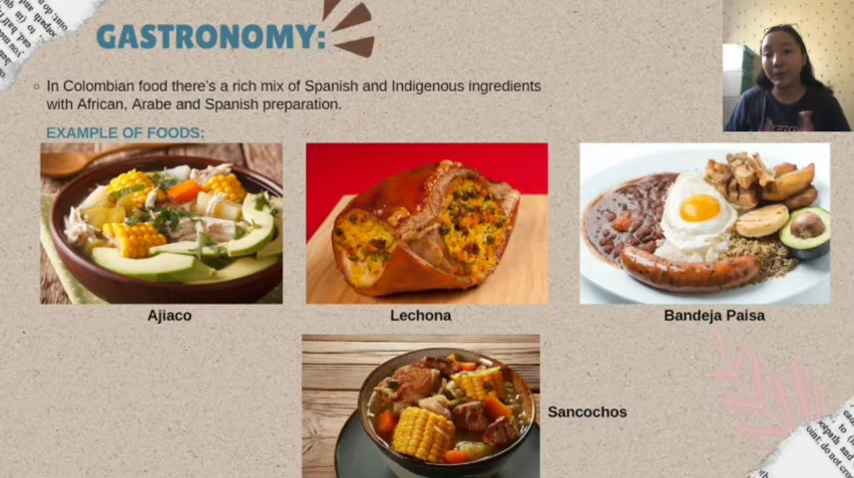 GASTRONOMY:
In Colombian food there's a rich mix of Spanish and Indigenous ingredients
with African, Arabe and Spanish preparation.
EXAMPLE OF FOODS:
Ajiaco
Lechona
Bandeja Paisa
Sancochos